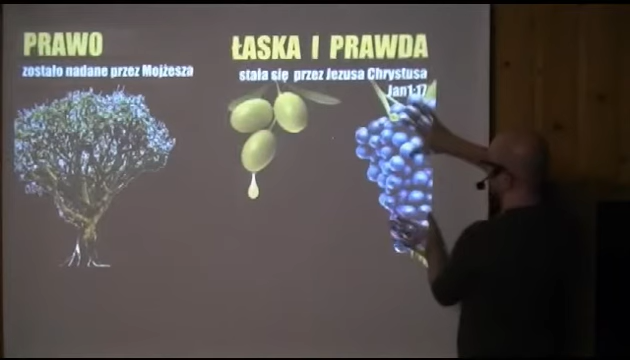 PRAWO
zostało nadane przez Mojżesza
ŁASKA I PRAWDA
stała się przez Jezusa Chrystusa
Jan1:17